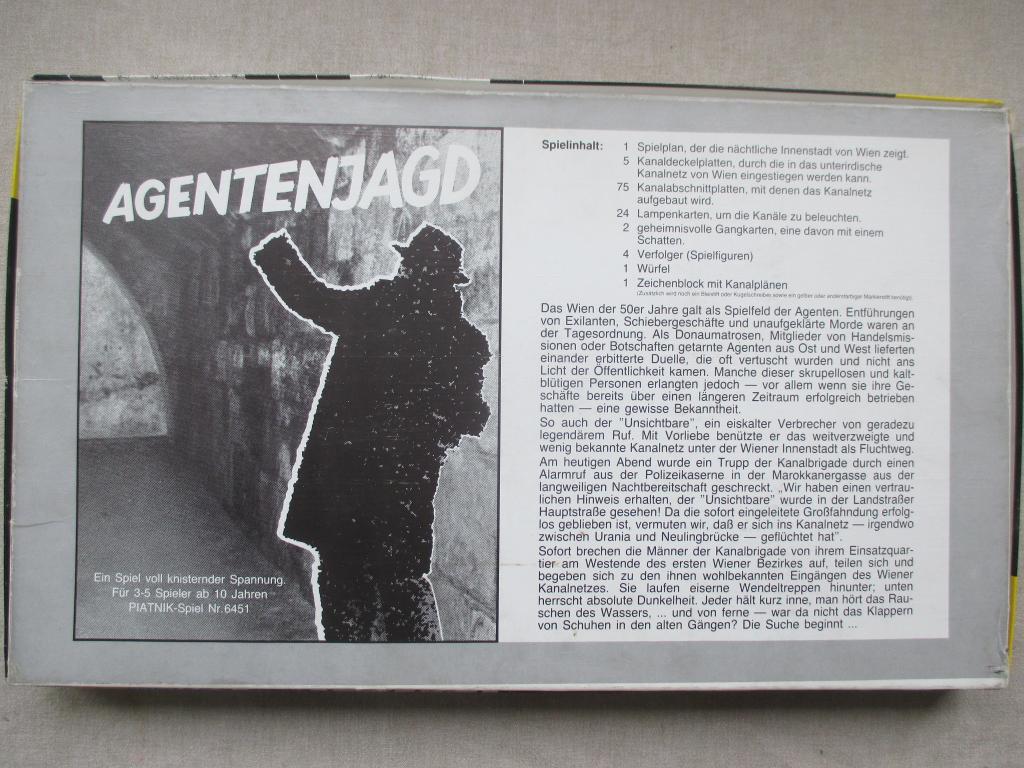 AGENTENJAGD
Ein Spiel voll knisternder Spannung.
Für 3-5 Spieler ab 10 Jahren
PIATNIK-Spiel Nr. 6451
Spielinhalt: 1 Spielplan, der die nächtliche Innenstadt von Wien zeigt.
5 Kanaldeckelplatten, durch die in das unterirdische
Kanalnetz von Wien eingestiegen werden kann.
75 Kanalabschnittplatten, mit denen das Kanalnetz
aufgebaut wird.
24 Lampenkarten, um die Kanäle zu beleuchten.
2 geheimnisvolle Gangkarten, eine davon mit einem
Schatten.
4 Verfolger (Spielfiguren)
1 Würfel
1 Zeichenblock mit Kanalplänen
(Zusätzlich wird noch ein Bleistift oder Kugelschreiber, sowie ein gelber oder andersfarbiger Markierstift benötigt).
Das Wien der 50er Jahre galt als Spielfeld der Agenten. Entführungen
von Exilanten, Schiebergeschäfte und unaufgeklärte Morde waren an
der Tagesordnung. Als Donaumatrosen, Mitglieder von Handelsmis-
sionen oder Botschaften getarnte Agenten aus Ost und West lieferten
einander erbitterte Duelle, die oft vertuscht wurden und nicht ans
Licht der Öffentlichkeit kamen. Manche dieser skrupellosen und kalt-
blütigen Personen erlangten jedoch — vor allem wenn sie ihre Ge-
schäfte bereits über einen längeren Zeitraum erfolgreich betrieben
hatten — eine gewisse Bekanntheit.
So auch der "Unsichtbare", ein eiskalter Verbrecher von geradezu
legendärem Ruf. Mit Vorliebe benützte er das weitverzweigte und
wenig bekannte Kanalnetz unter der Wiener Innenstadt als Fluchtweg.
Am heutigen Abend wurde ein Trupp der Kanalbrigade durch einen
Alarmruf aus der Polizeikaserne in der Marokkanergasse aus der
langweiligen Nachtbereitschaft geschreckt. „Wir haben einen vertrau-
lichen Hinweis erhalten, der "Unsichtbare" wurde in der Landstraßer
Hauptstraße gesehen! Da die sofort eingeleitete Großfahndung erfolg-
los geblieben ist, vermuten wir, daß er sich ins Kanalnetz — irgendwo
zwischen Urania und Neulingbrücke — geflüchtet hat".
Sofort brechen die Männer der Kanalbrigade von ihrem Einsatzquar-
tier am Westende des ersten Wiener Bezirkes auf, teilen sich und
begeben sich zu den ihnen wohlbekannten Eingängen des Wiener
Kanalnetzes. Sie laufen eiserne Wendeltreppen hinunter; unten
herrscht absolute Dunkelheit. Jeder hält kurz inne, man hört das Rau-
schen des Wassers, ... und von ferne — war da nicht das Klappern
von Schuhen in den alten Gängen? Die Suche beginnt ...